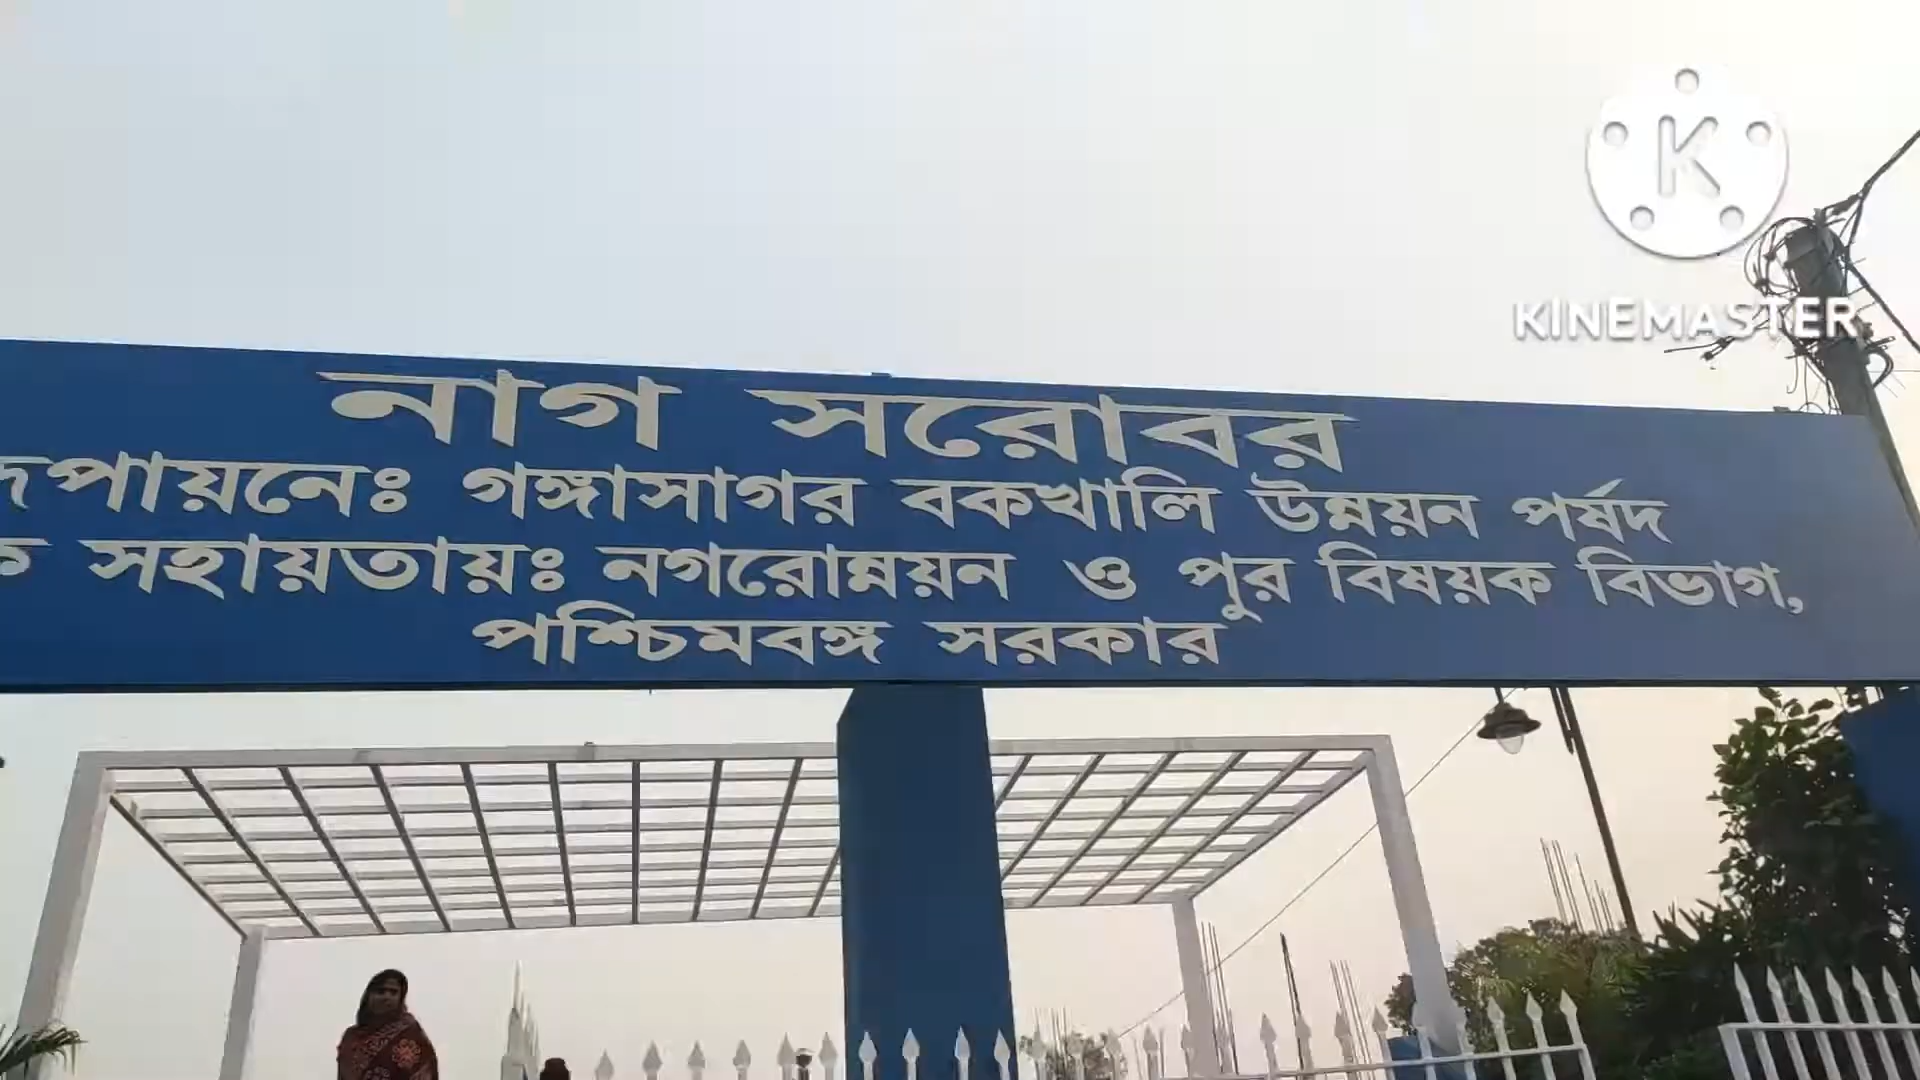 নাগ সরোবর
রূপায়নেঃ গঙ্গাসাগর বকখালি উন্নয়ন পর্ষদ
সহায়তায়ঃ নগরোন্নয়ন ও পুর বিষয়ক বিভাগ,
পশ্চিমবঙ্গ সরকার
K
KINEMASTER